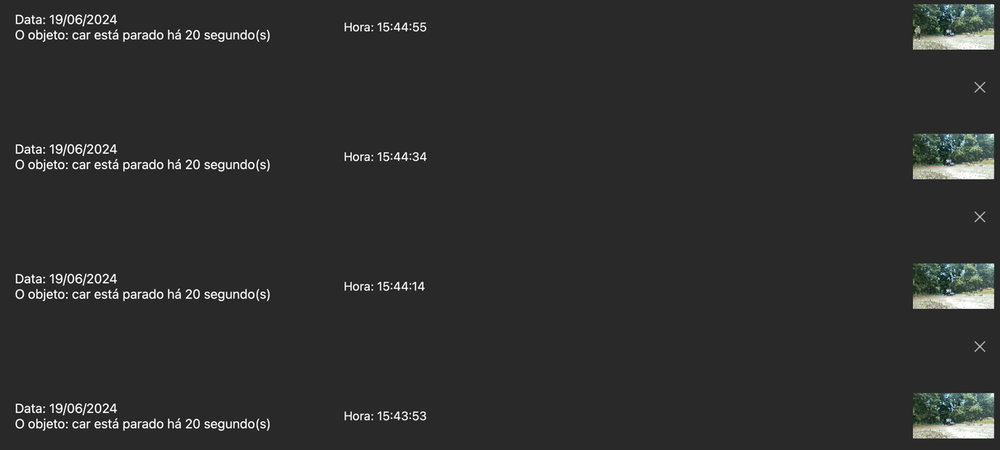 Data: 19/06/2024
O objeto: car está parado há 20 segundo(s)
Hora: 15:44:55
Data: 19/06/2024
O objeto: car está parado há 20 segundo(s)
Hora: 15:44:34
Data: 19/06/2024
O objeto: car está parado há 20 segundo(s)
Hora: 15:44:14
Data: 19/06/2024
O objeto: car está parado há 20 segundo(s)
Hora: 15:43:53